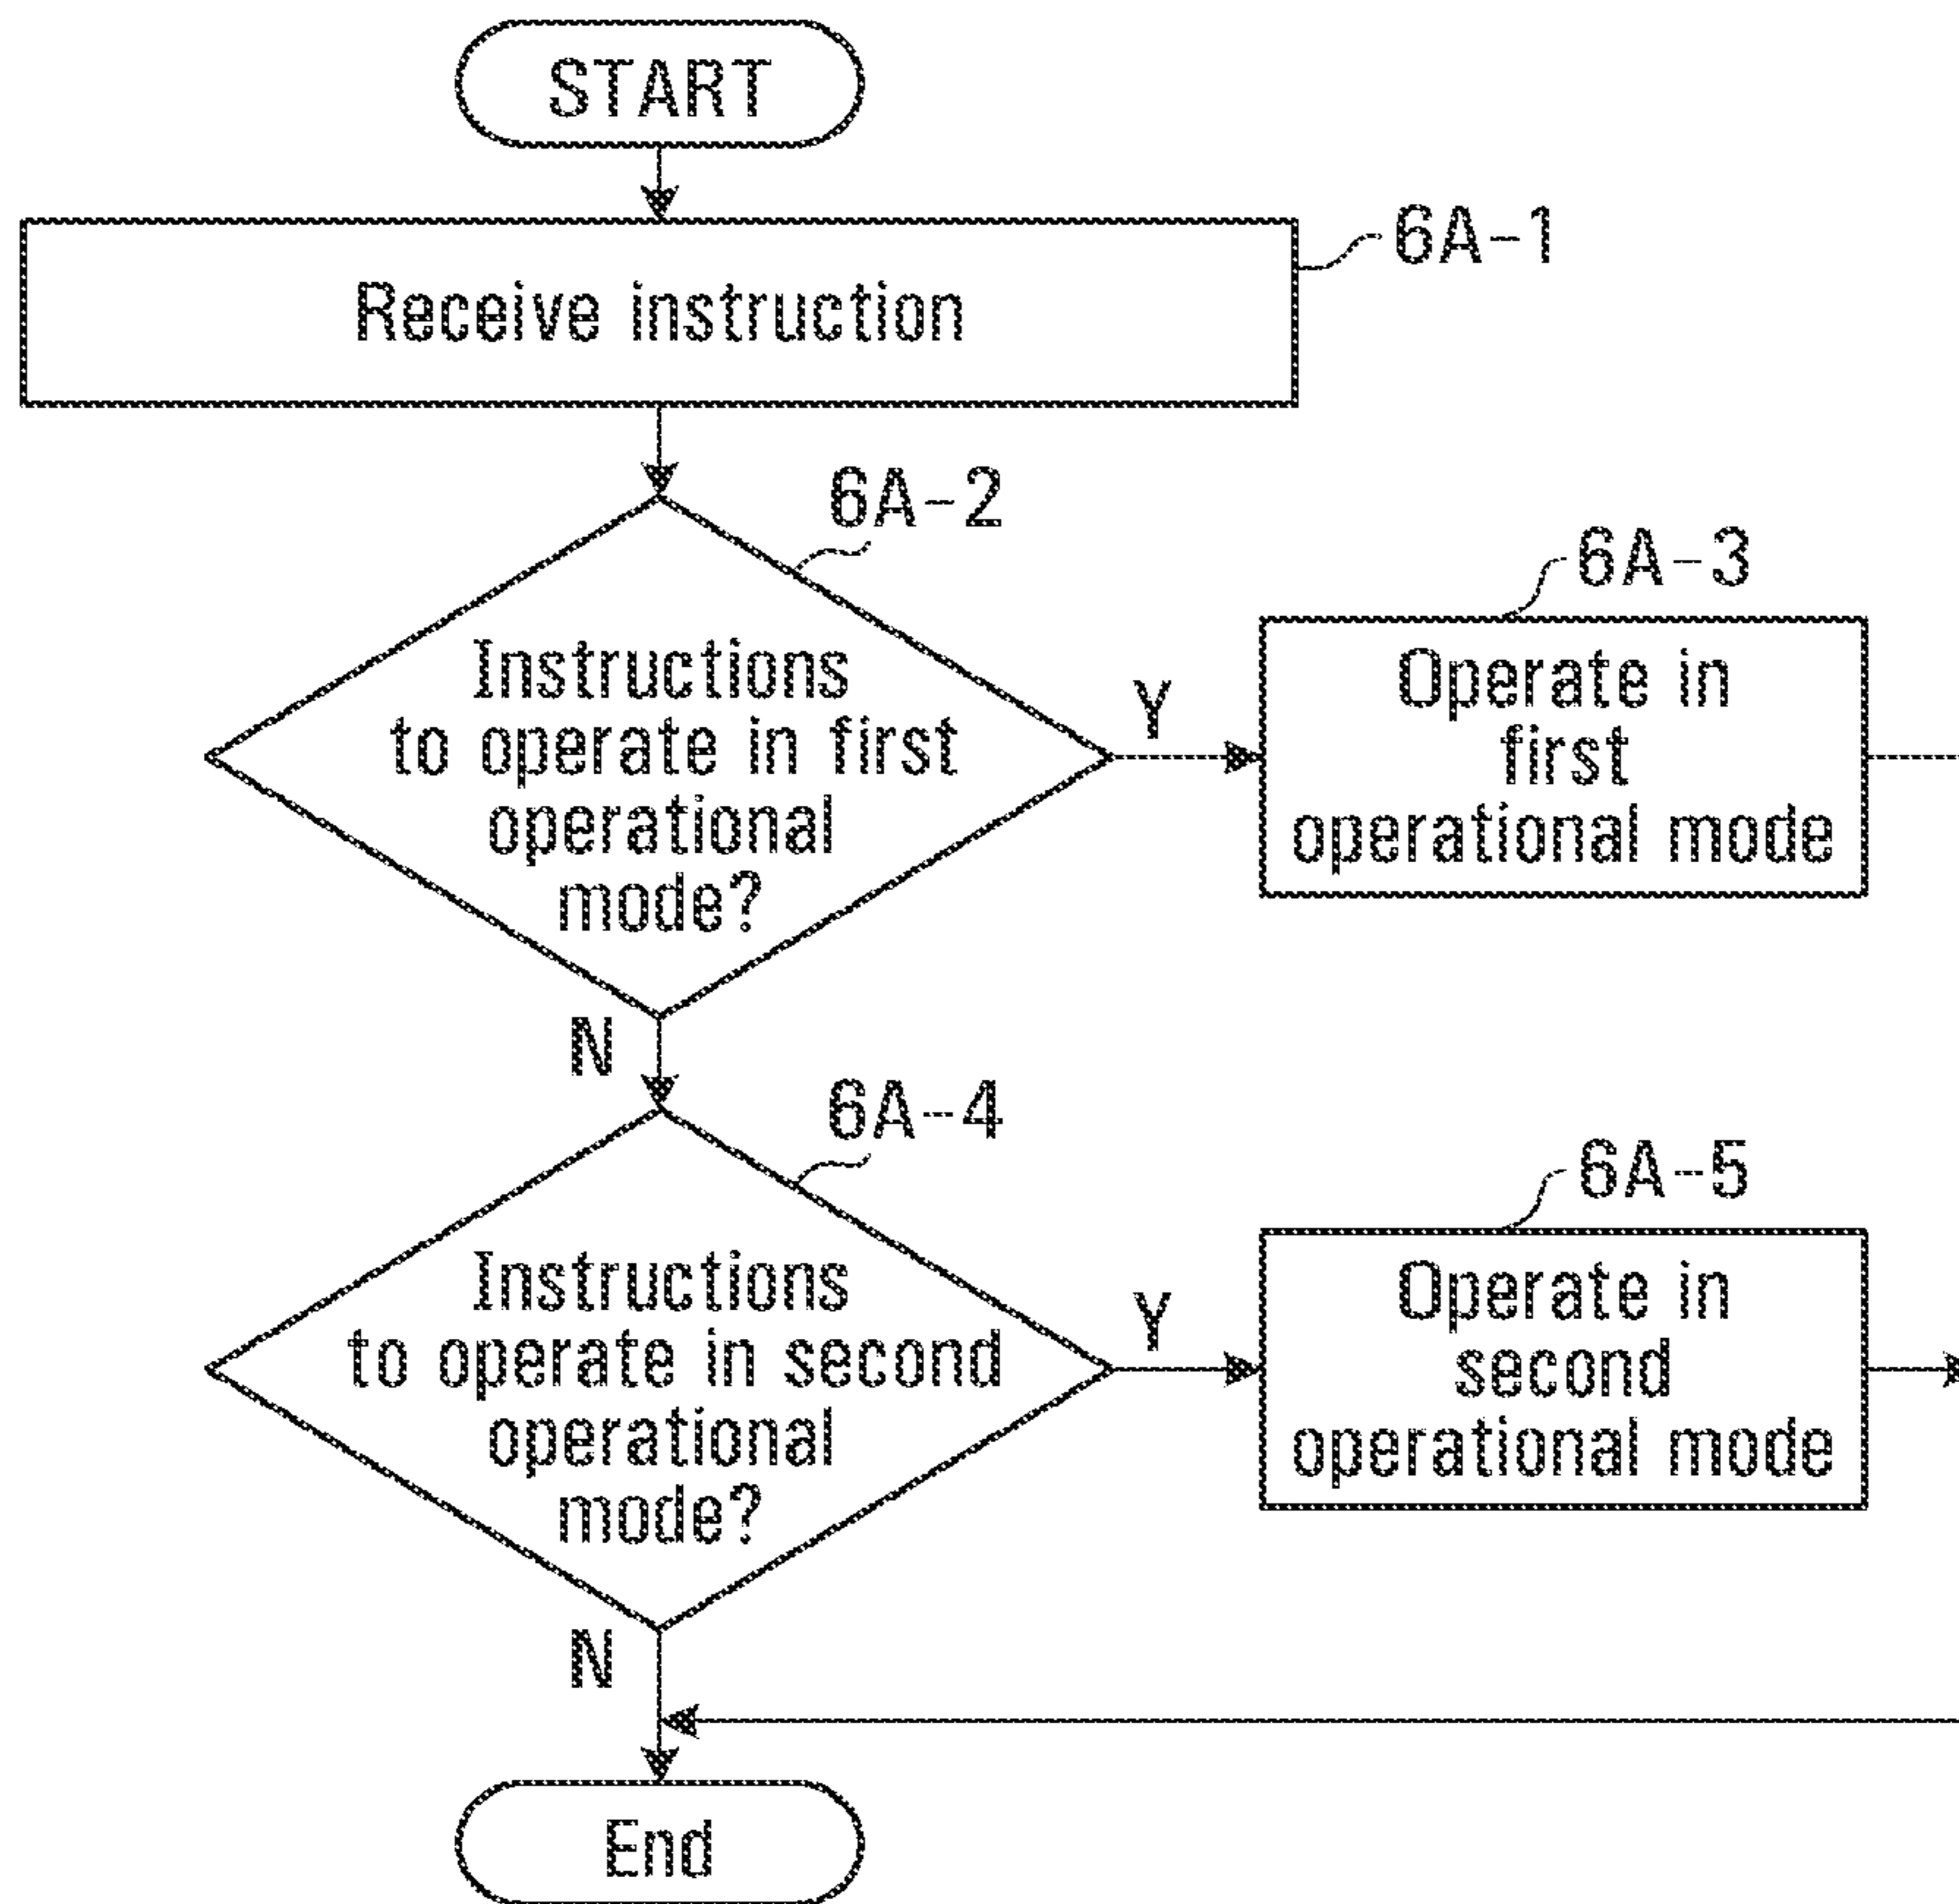 START
6A-1
Receive instruction
6A-2
Instructions
to operate in first
operational
mode?
Y
6A-3
Operate in
first
operational mode
N
6A-4
Instructions
to operate in second
operational
mode?
Y
6A-5
Operate in
second
operational mode
N
End